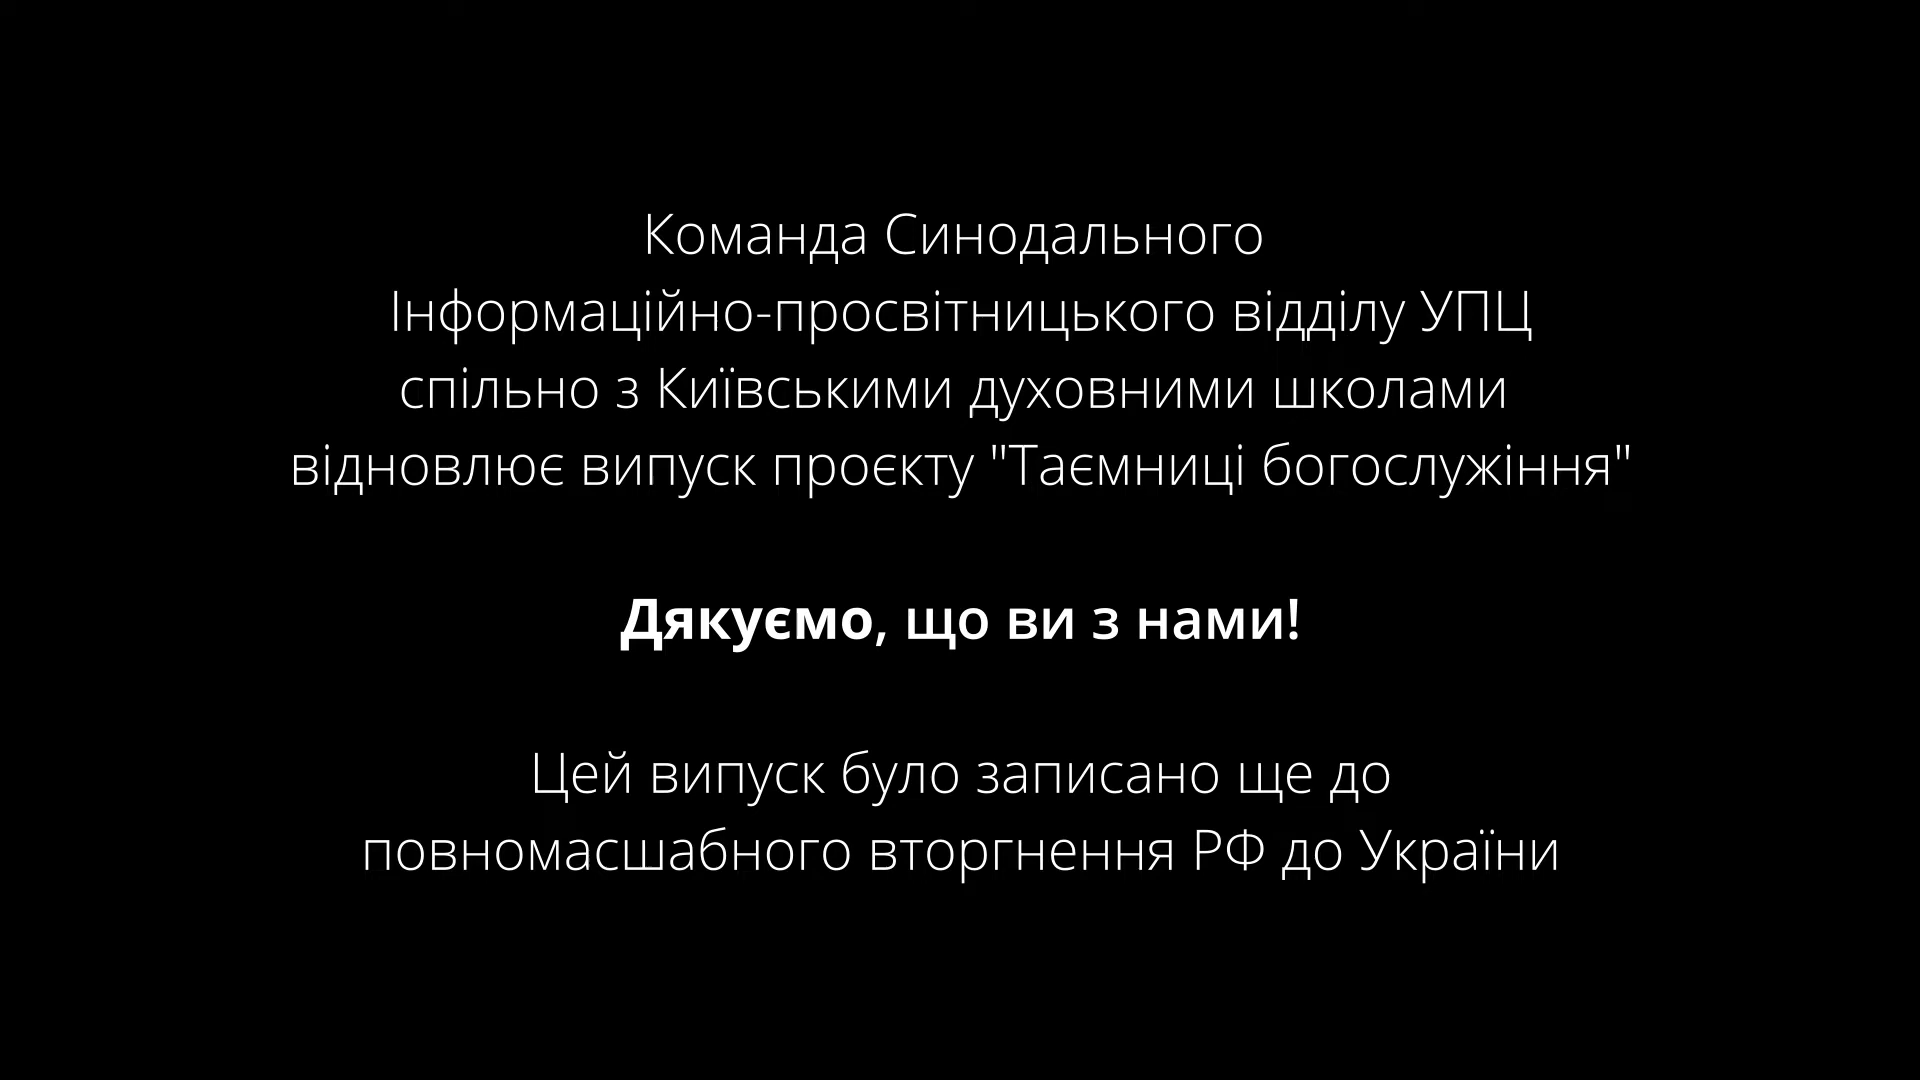 Команда Синодального
Інформаційно-просвітницького відділу УПЦ
спільно з Київськими духовними школами
відновлює випуск проєкту "Таємниці богослужіння"
Дякуємо, що ви з нами!
Цей випуск було записано ще до
повномасшабного вторгнення РФ до України